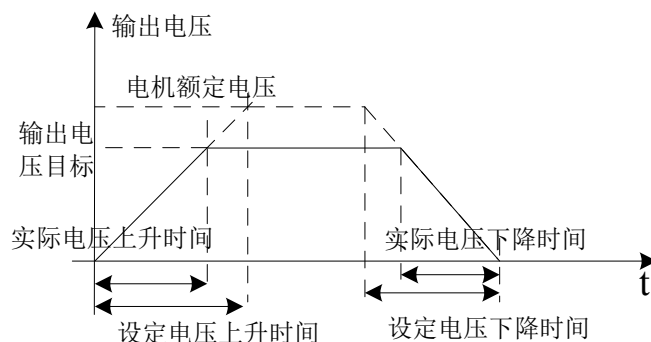 输出电压
电机额定电压
输出电
压目标
实际电压上升时间
实际电压下降时间
t
设定电压上升时间
设定电压下降时间